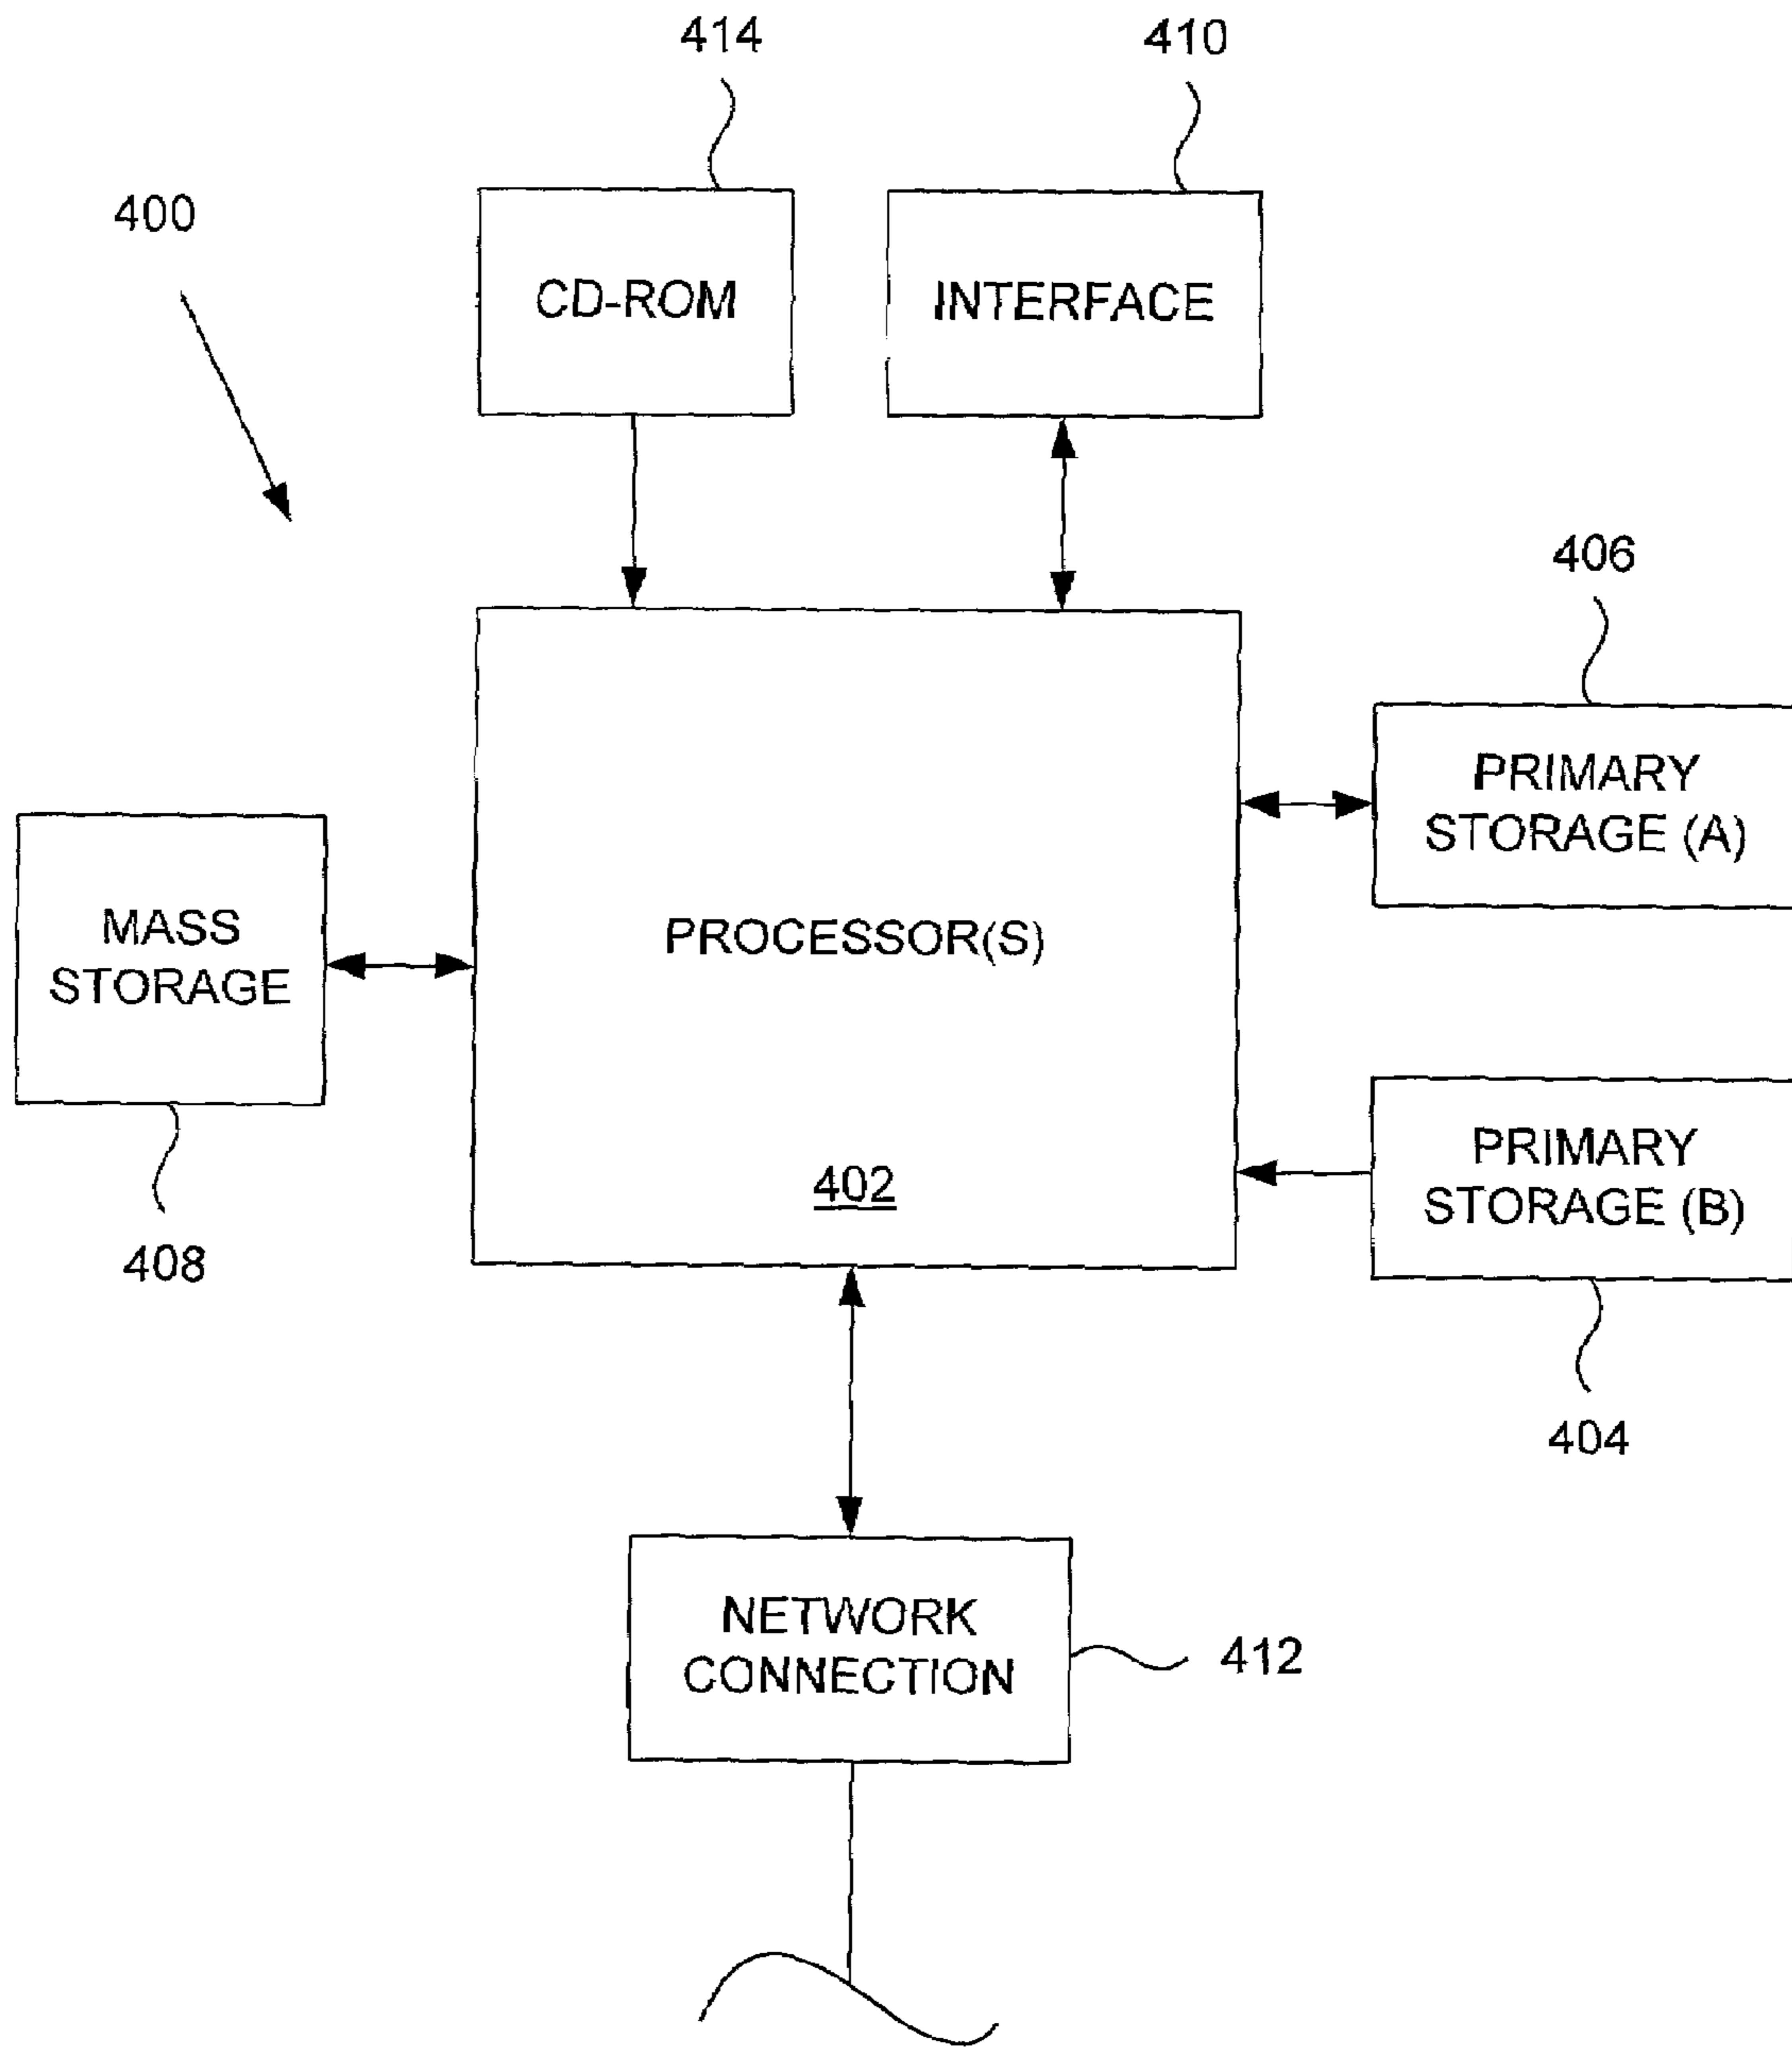 414
410
400
CD-ROM
INTERFACE
406
PRIMARY
STORAGE (A)
MASS
STORAGE
PROCESSOR(S)
402
PRIMARY
STORAGE (B)
408
404
NETWORK
CONNECTION
412